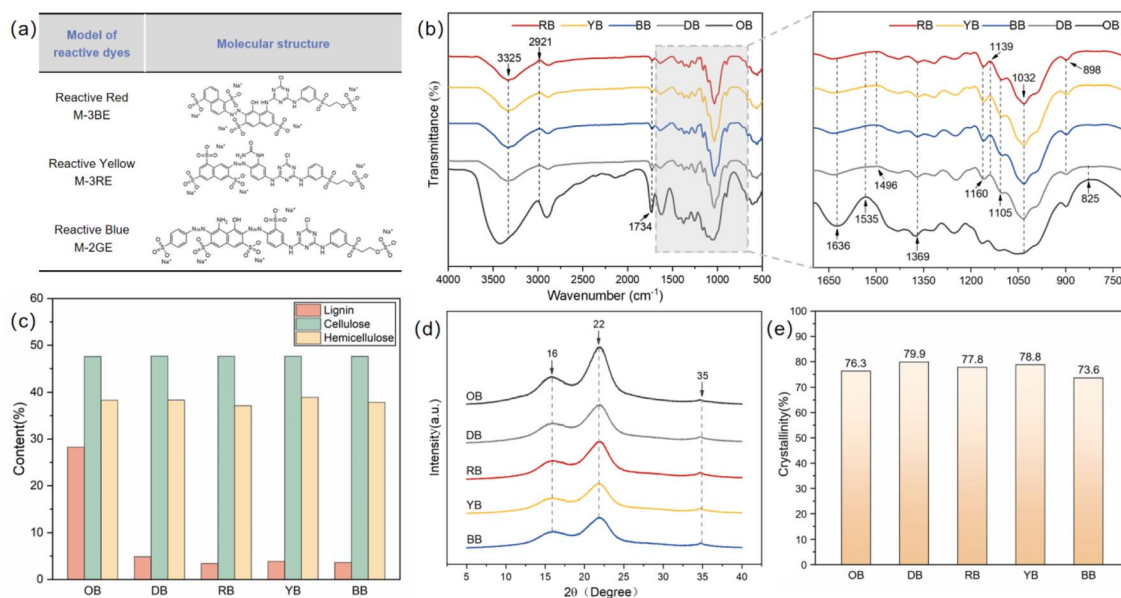 (a)
Model of
reactive dyes
Molecular structure
Reactive Red
M-3BE
Reactive Yellow
M-3RE
Reactive Blue
M-2GE
(b)
RB YB BB DB OB
3325
2921
1734
Transmittance (%)
4000 3500 3000 2500 2000 1500 1000 500
Wavenumber (cm⁻¹)
RB YB BB DB OB
1139
1032
898
1496
1160
1105
825
1535
1636
1369
1650 1500 1350 1200 1050 900 750
(c)
Lignin
Cellulose
Hemicellulose
Content(%)
60
50
40
30
20
10
0
OB DB RB YB BB
(d)
22
16
35
OB
DB
RB
YB
BB
Intensity(a.u.)
5 10 15 20 25 30 35 40
2θ（Degree）
(e)
Crystallinity(%)
100
90
80
70
60
50
40
30
20
10
0
76.3 79.9 77.8 78.8 73.6
OB DB RB YB BB